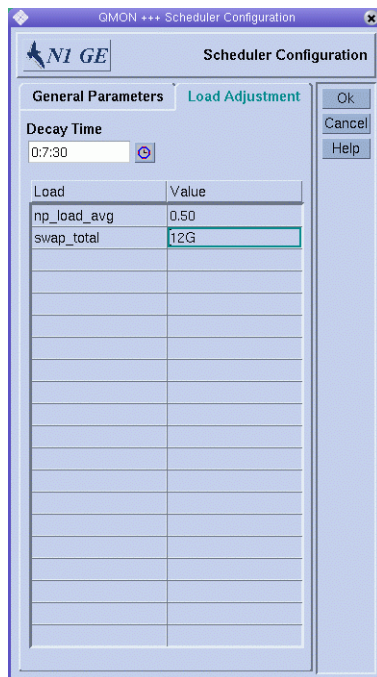 QMON +++ Scheduler Configuration
N1 GE Scheduler Configuration
General Parameters Load Adjustment
Ok
Cancel
Help
Decay Time
0:7:30
Load Value
np_load_avg 0.50
swap_total 12G